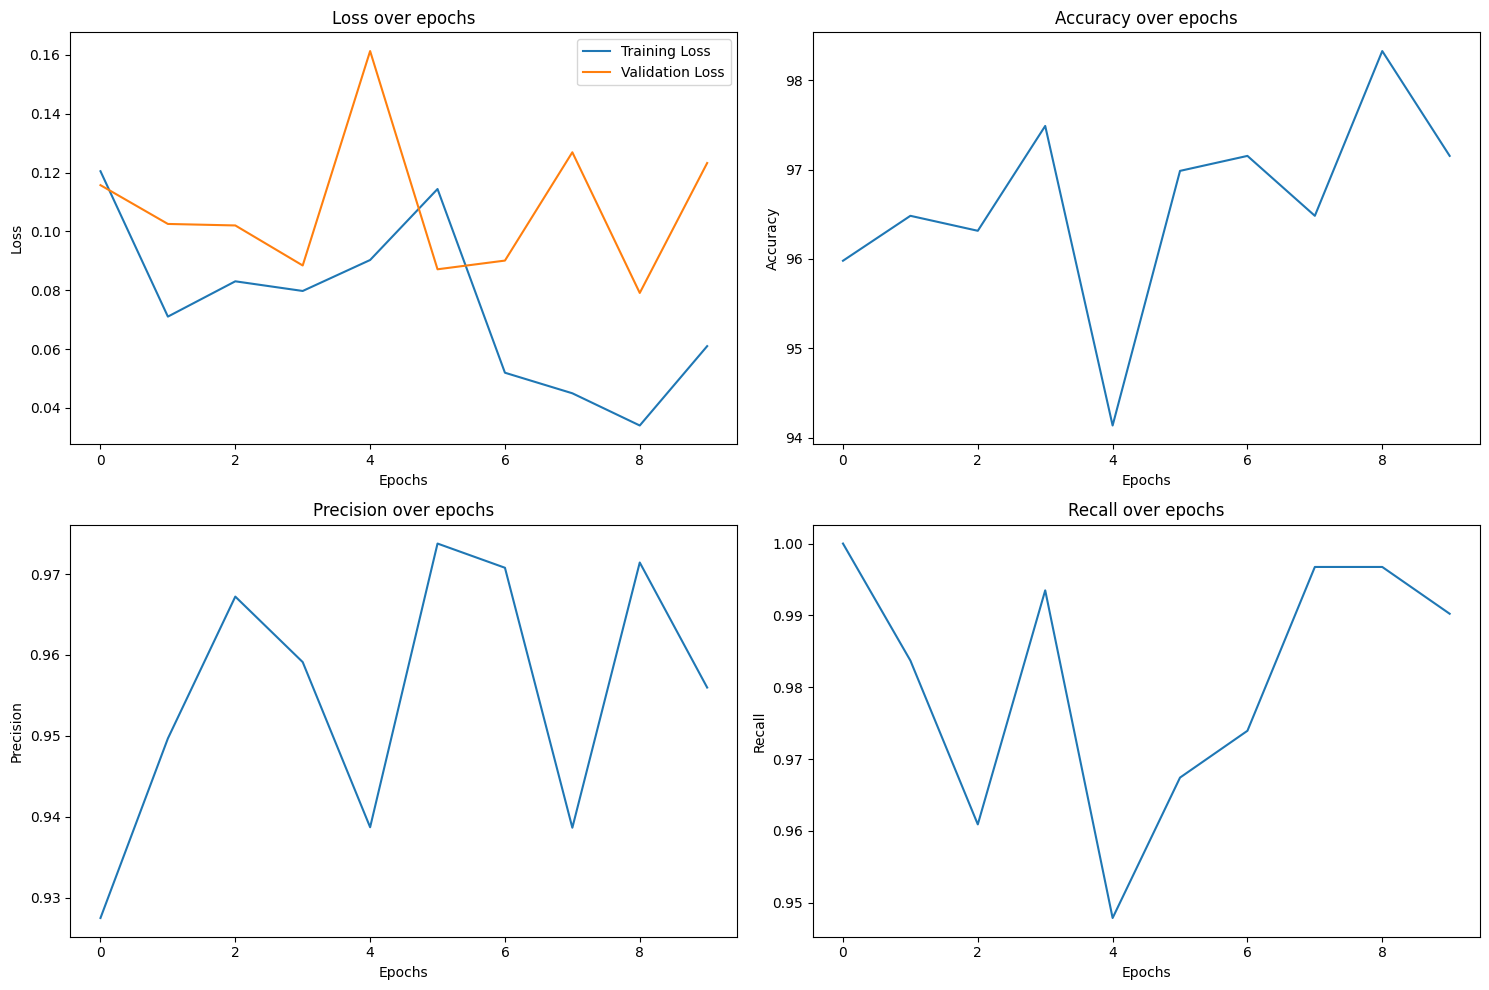 Loss over epochs
0.16
0.14
0.12
0.10
0.08
0.06
0.04
Loss
0 2 4 6 8
Epochs
Training Loss
Validation Loss
Accuracy over epochs
98
97
96
95
94
Accuracy
0 2 4 6 8
Epochs
Precision over epochs
0.97
0.96
0.95
0.94
0.93
Precision
0 2 4 6 8
Epochs
Recall over epochs
1.00
0.99
0.98
0.97
0.96
0.95
Recall
0 2 4 6 8
Epochs